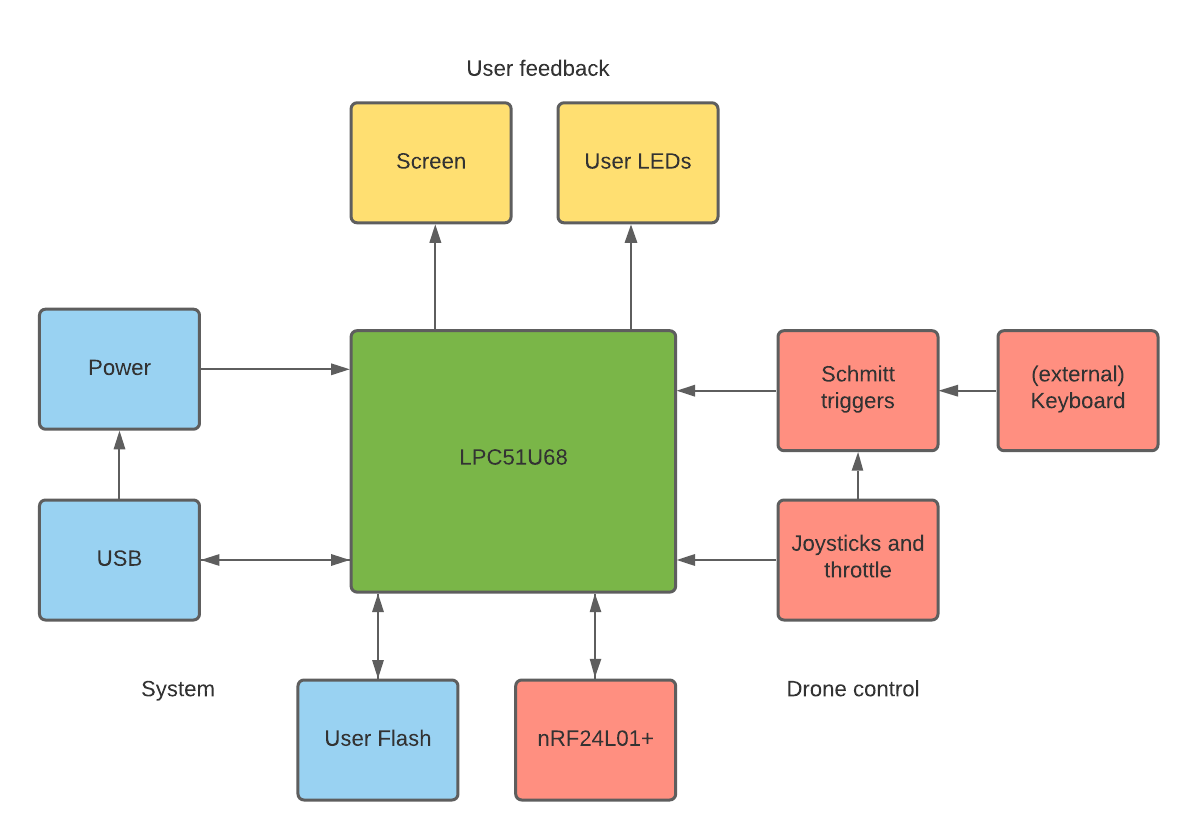 User feedback
Screen
User LEDs
Power
LPC51U68
Schmitt
triggers
(external)
Keyboard
USB
Joysticks and
throttle
System
Drone control
User Flash
nRF24L01+